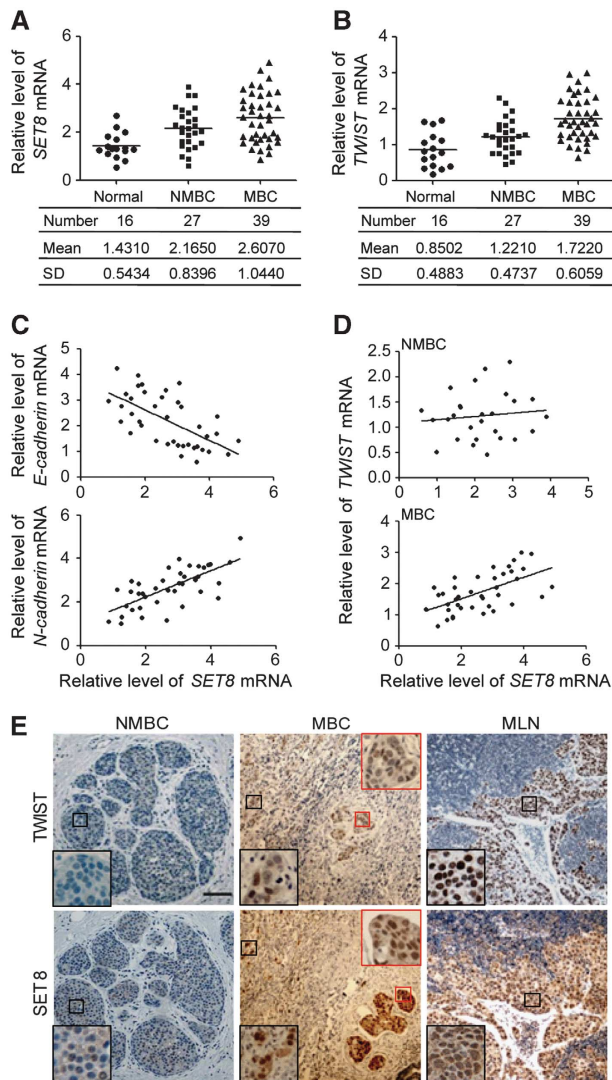 A
Relative level of
SET8 mRNA
6
4
2
0
Normal NMBC MBC
Number 16 27 39
Mean 1.4310 2.1650 2.6070
SD 0.5434 0.8396 1.0440
B
Relative level of
TWIST mRNA
4
3
2
1
0
Normal NMBC MBC
Number 16 27 39
Mean 0.8502 1.2210 1.7220
SD 0.4883 0.4737 0.6059
C
Relative level of
E-cadherin mRNA
5
4
3
2
1
0
0 2 4 6
Relative level of
N-cadherin mRNA
6
4
2
0
0 2 4 6
Relative level of SET8 mRNA
D
NMBC
Relative level of TWIST mRNA
2.5
2.0
1.5
1.0
0.5
0.0
0 1 2 3 4 5
MBC
4
3
2
1
0
0 2 4 6
Relative level of SET8 mRNA
E
NMBC MBC MLN
TWIST
SET8